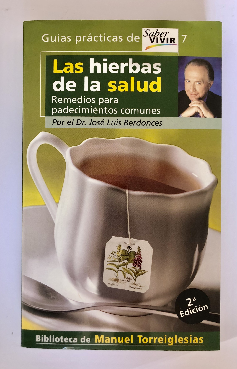 Guías prácticas de Saber VIVIR 7
Las hierbas
de la salud
Remedios para
padecimientos comunes
Por el Dr. José Luis Berdonces
2ª
Edición
Biblioteca de Manuel Torreiglesias